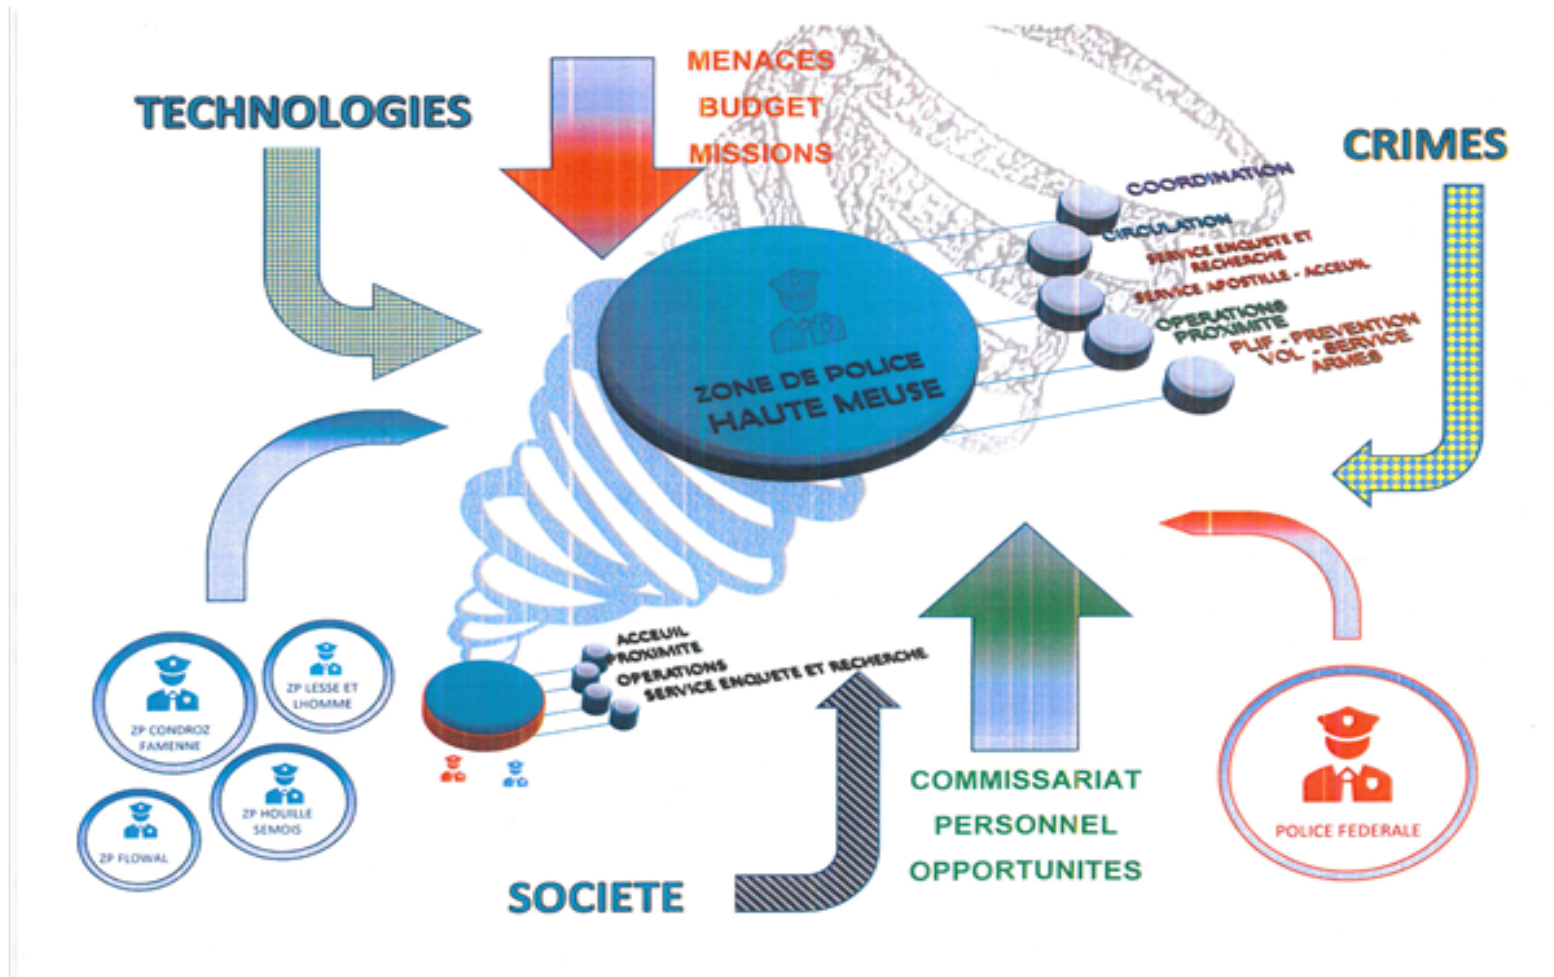 TECHNOLOGIES
MENACES
BUDGET
MISSIONS
CRIMES
COORDINATION
CIRCULATION
SERVICE ENQUETE ET
RECHERCHE
SERVICE APOSTILLE - ACCEUIL
OPERATIONS
PROXIMITE
PLIF - PREVENTION
VOL - SERVICE
ARMES
ZONE DE POLICE
HAUTE MEUSE
ACCEUIL
PROXIMITE
OPERATIONS
SERVICE ENQUETE ET RECHERCHE
ZP LESSE ET
LHOMME
ZP CONDROZ
FAMENNE
ZP HOUILLE
SEMOIS
ZP FLOWAL
COMMISSARIAT
PERSONNEL
OPPORTUNITES
POLICE FEDERALE
SOCIETE